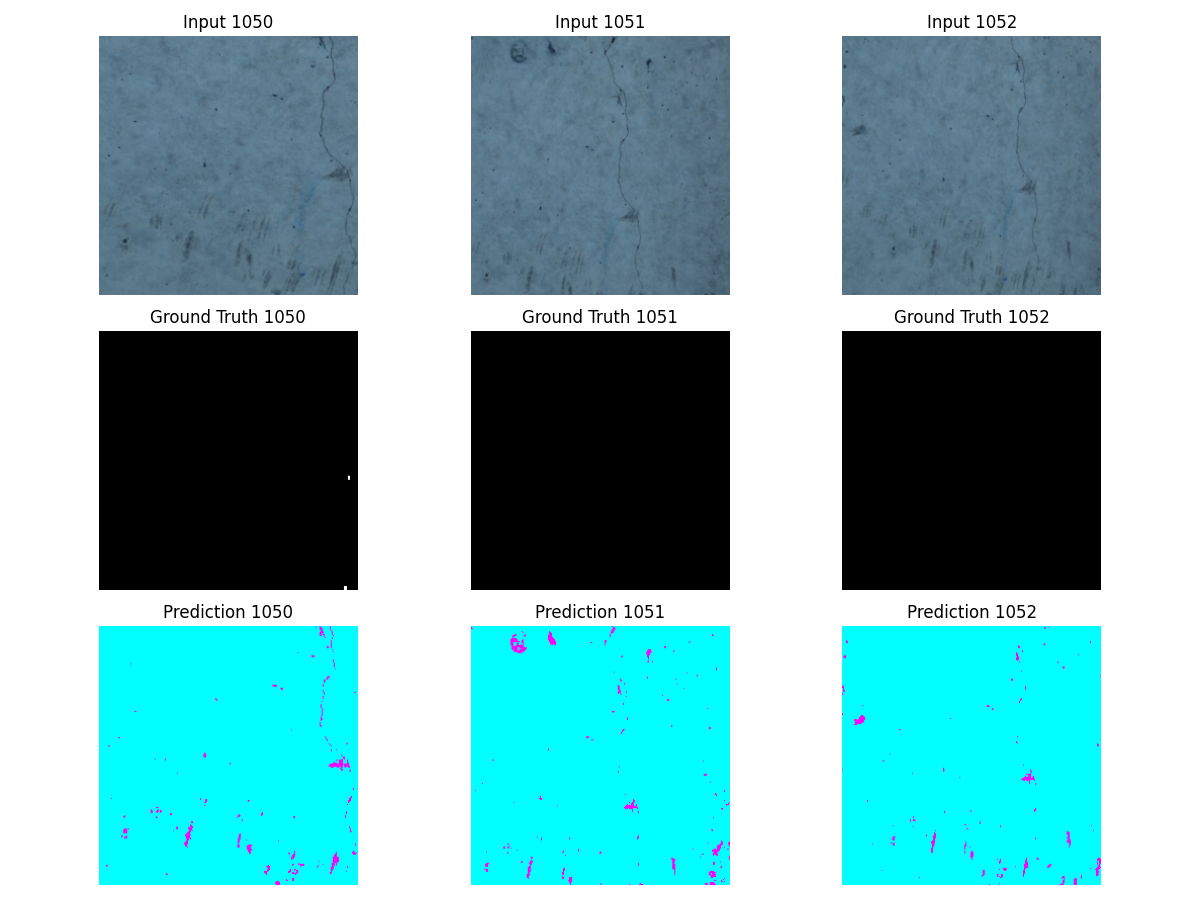 Input 1050
Input 1051
Input 1052
Ground Truth 1050
Ground Truth 1051
Ground Truth 1052
Prediction 1050
Prediction 1051
Prediction 1052